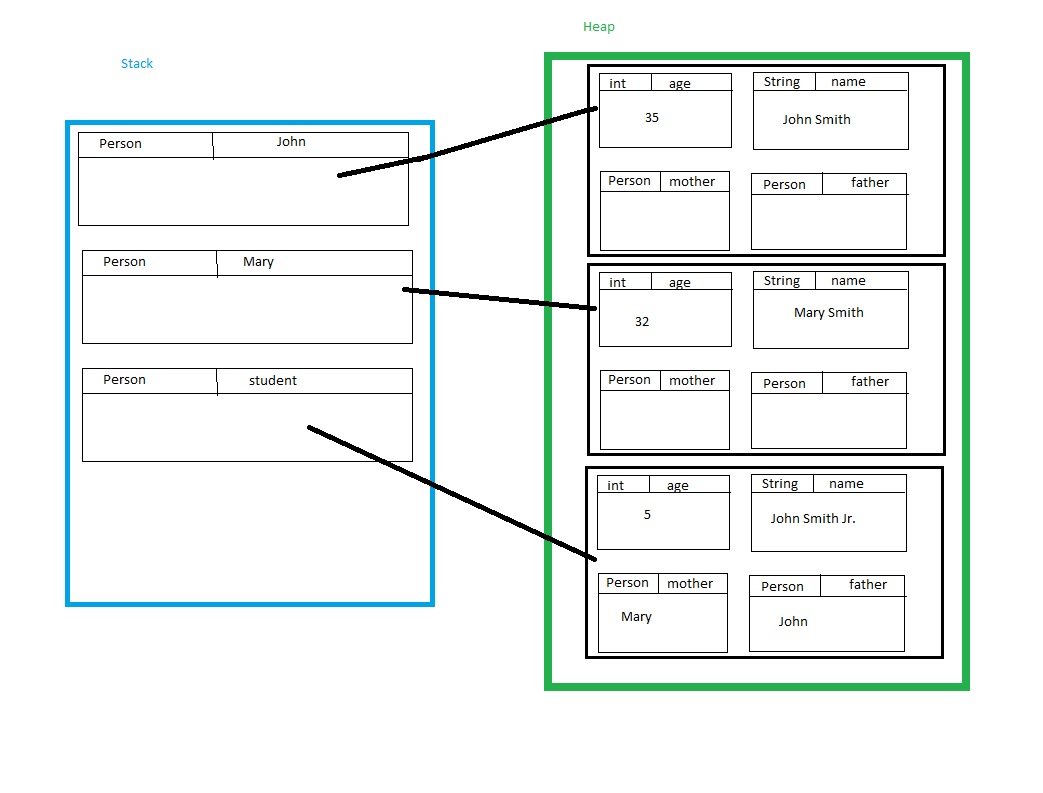 Heap
Stack
Person John
Person Mary
Person student
int age String name
35 John Smith
Person mother Person father
int age String name
32 Mary Smith
Person mother Person father
int age String name
5 John Smith Jr.
Person mother Person father
Mary John